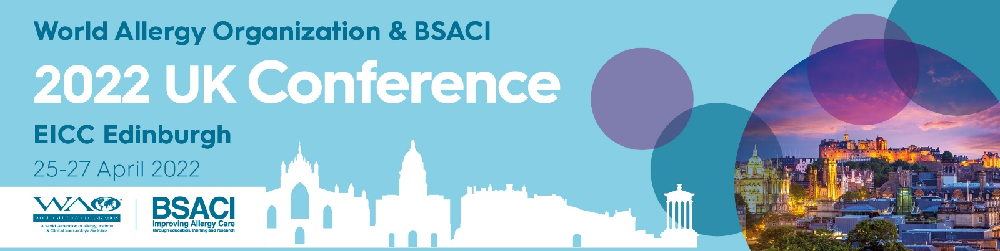 World Allergy Organization & BSACI
2022 UK Conference
EICC Edinburgh
25-27 April 2022
WAO™
WORLD ALLERGY ORGANIZATION
A World Federation of Allergy, Asthma
& Clinical Immunology Societies
BSACI
Improving Allergy Care
through education, training and research